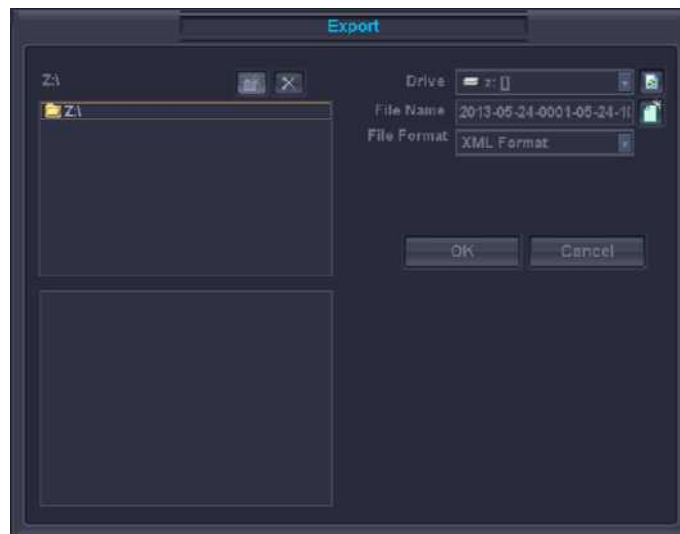 Export
Z:\
Z:\
Drive z: []
File Name 2013-05-24-0001-05-24-1
File Format XML Format
OK Cancel